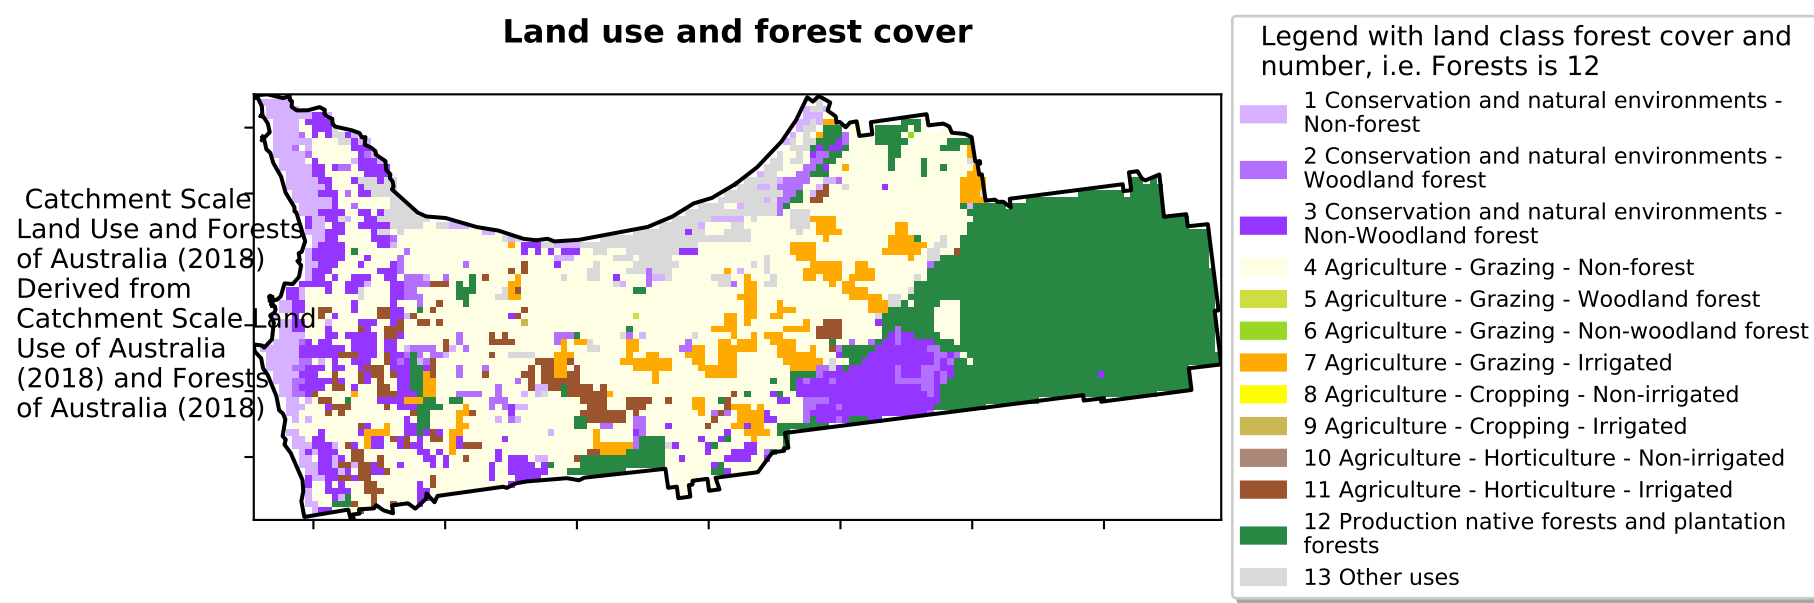 Land use and forest cover
Catchment Scale
Land Use and Forests
of Australia (2018)
Derived from
Catchment Scale Land
Use of Australia
(2018) and Forests
of Australia (2018)
Legend with land class forest cover and
number, i.e. Forests is 12
1 Conservation and natural environments -
Non-forest
2 Conservation and natural environments -
Woodland forest
3 Conservation and natural environments -
Non-Woodland forest
4 Agriculture - Grazing - Non-forest
5 Agriculture - Grazing - Woodland forest
6 Agriculture - Grazing - Non-woodland forest
7 Agriculture - Grazing - Irrigated
8 Agriculture - Cropping - Non-irrigated
9 Agriculture - Cropping - Irrigated
10 Agriculture - Horticulture - Non-irrigated
11 Agriculture - Horticulture - Irrigated
12 Production native forests and plantation
forests
13 Other uses